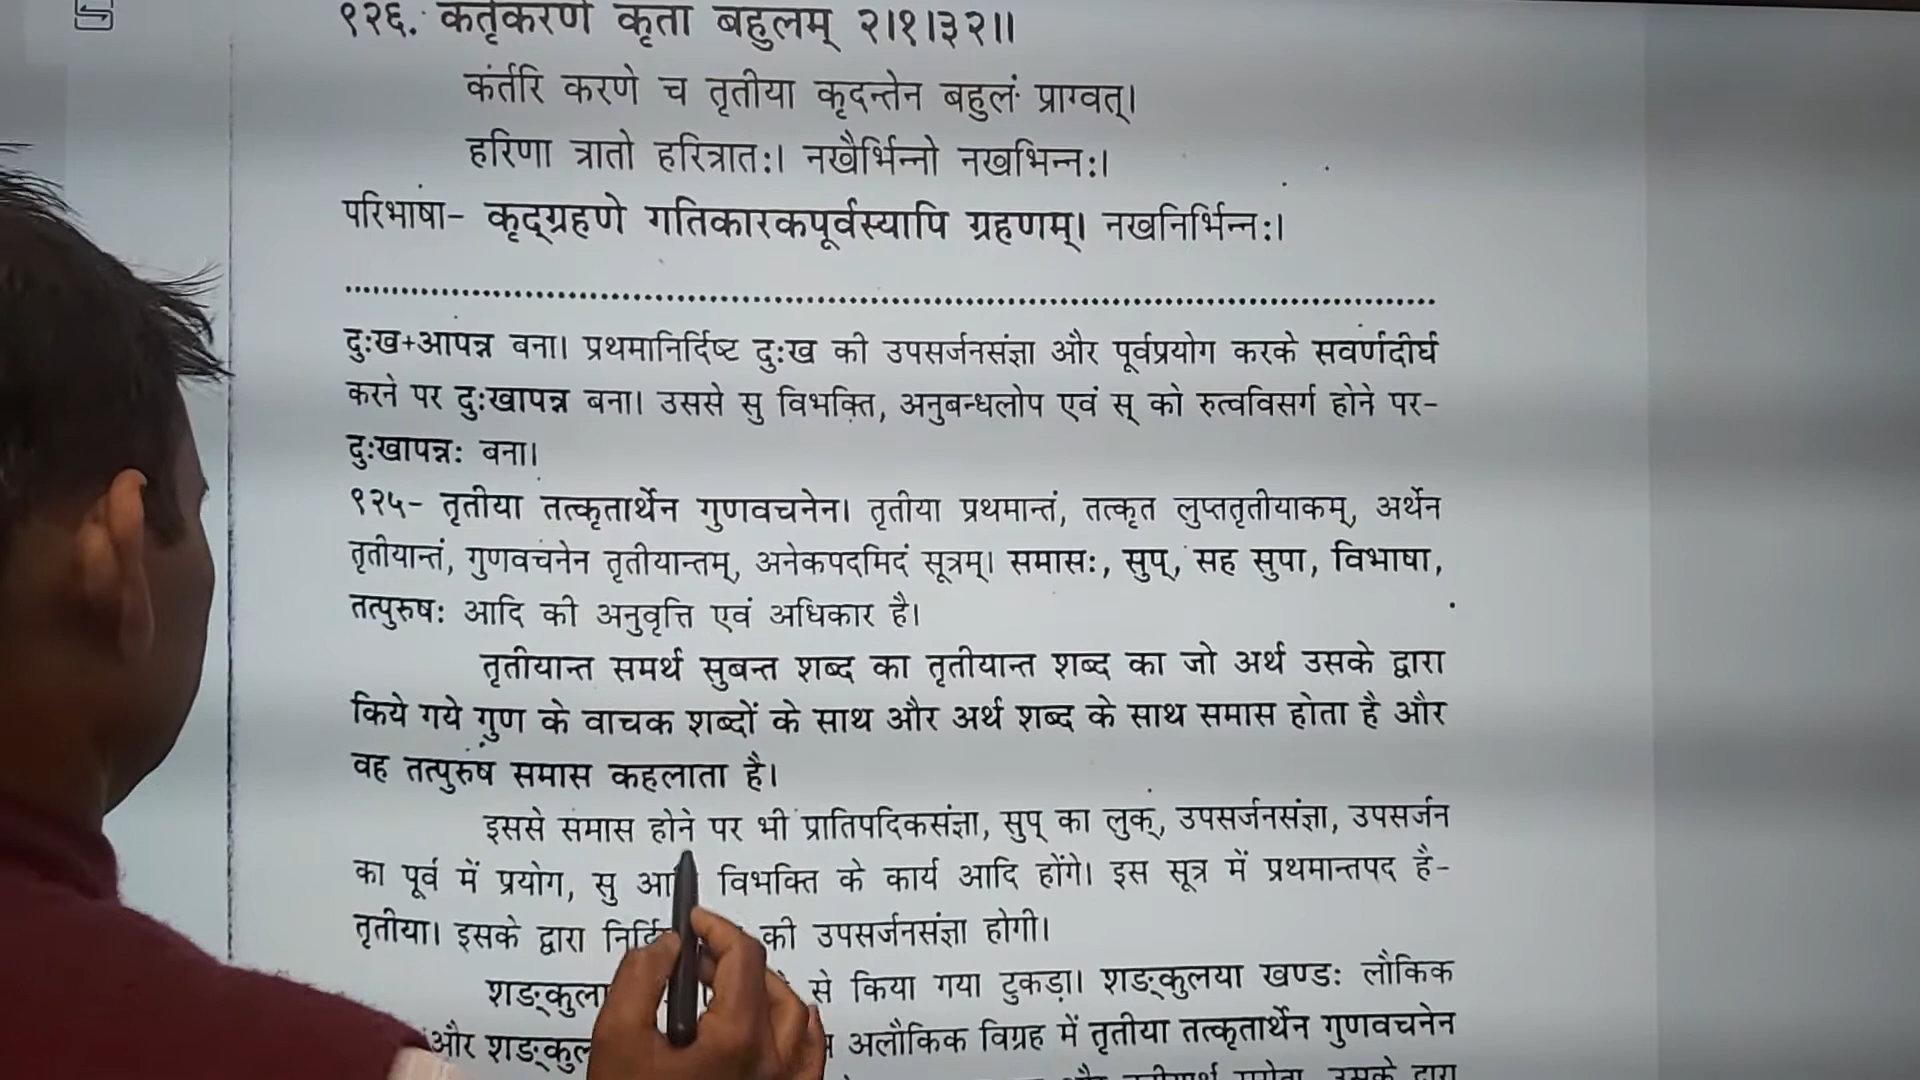 ९२६. कर्तृकरणे कृता बहुलम् २।१।३२॥
कर्तरि करणे च तृतीया कृदन्तेन बहुलं प्राग्वत्।
हरिणा त्रातो हरित्रातः। नखैर्भिन्नो नखभिन्नः।
परिभाषा- कृद्ग्रहणे गतिकारकपूर्वस्यापि ग्रहणम्। नखनिर्भिन्नः।
दुःख+आपन्न बना। प्रथमानिर्दिष्ट दुःख की उपसर्जनसंज्ञा और पूर्वप्रयोग करके सवर्णदीर्घ
करने पर दुःखापन्न बना। उससे सु विभक्ति, अनुबन्धलोप एवं स् को रुत्वविसर्ग होने पर-
दुःखापन्नः बना।
९२५- तृतीया तत्कृतार्थेन गुणवचनेन। तृतीया प्रथमान्तं, तत्कृत लुप्ततृतीयाकम्, अर्थेन
तृतीयान्तं, गुणवचनेन तृतीयान्तम्, अनेकपदमिदं सूत्रम्। समासः, सुप्, सह सुपा, विभाषा,
तत्पुरुषः आदि की अनुवृत्ति एवं अधिकार है।
तृतीयान्त समर्थ सुबन्त शब्द का तृतीयान्त शब्द का जो अर्थ उसके द्वारा
किये गये गुण के वाचक शब्दों के साथ और अर्थ शब्द के साथ समास होता है और
वह तत्पुरुष समास कहलाता है।
इससे समास होने पर भी प्रातिपदिकसंज्ञा, सुप् का लुक्, उपसर्जनसंज्ञा, उपसर्जन
का पूर्व में प्रयोग, सु विभक्ति के कार्य आदि होंगे। इस सूत्र में प्रथमान्तपद है-
तृतीया। इसके द्वारा की उपसर्जनसंज्ञा होगी।
से किया गया टुकड़ा। शङ्कुलया खण्डः लौकिक
और अलौकिक विग्रह में तृतीया तत्कृतार्थेन गुणवचनेन